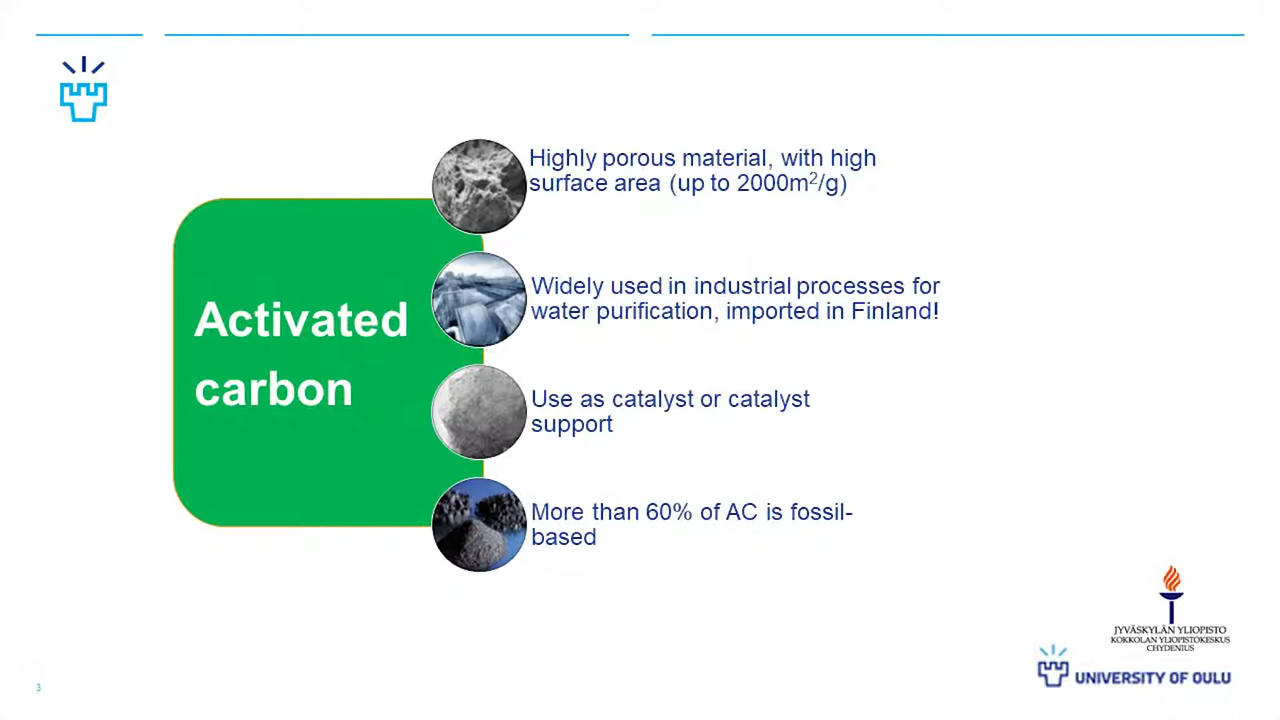 Highly porous material, with high
surface area (up to 2000m²/g)
Activated
carbon
Widely used in industrial processes for
water purification, imported in Finland!
Use as catalyst or catalyst
support
More than 60% of AC is fossil-
based
JYVÄSKYLÄN YLIOPISTO
KOKKOLAN YLIOPISTOKESKUS
CHYDENIUS
UNIVERSITY OF OULU
3